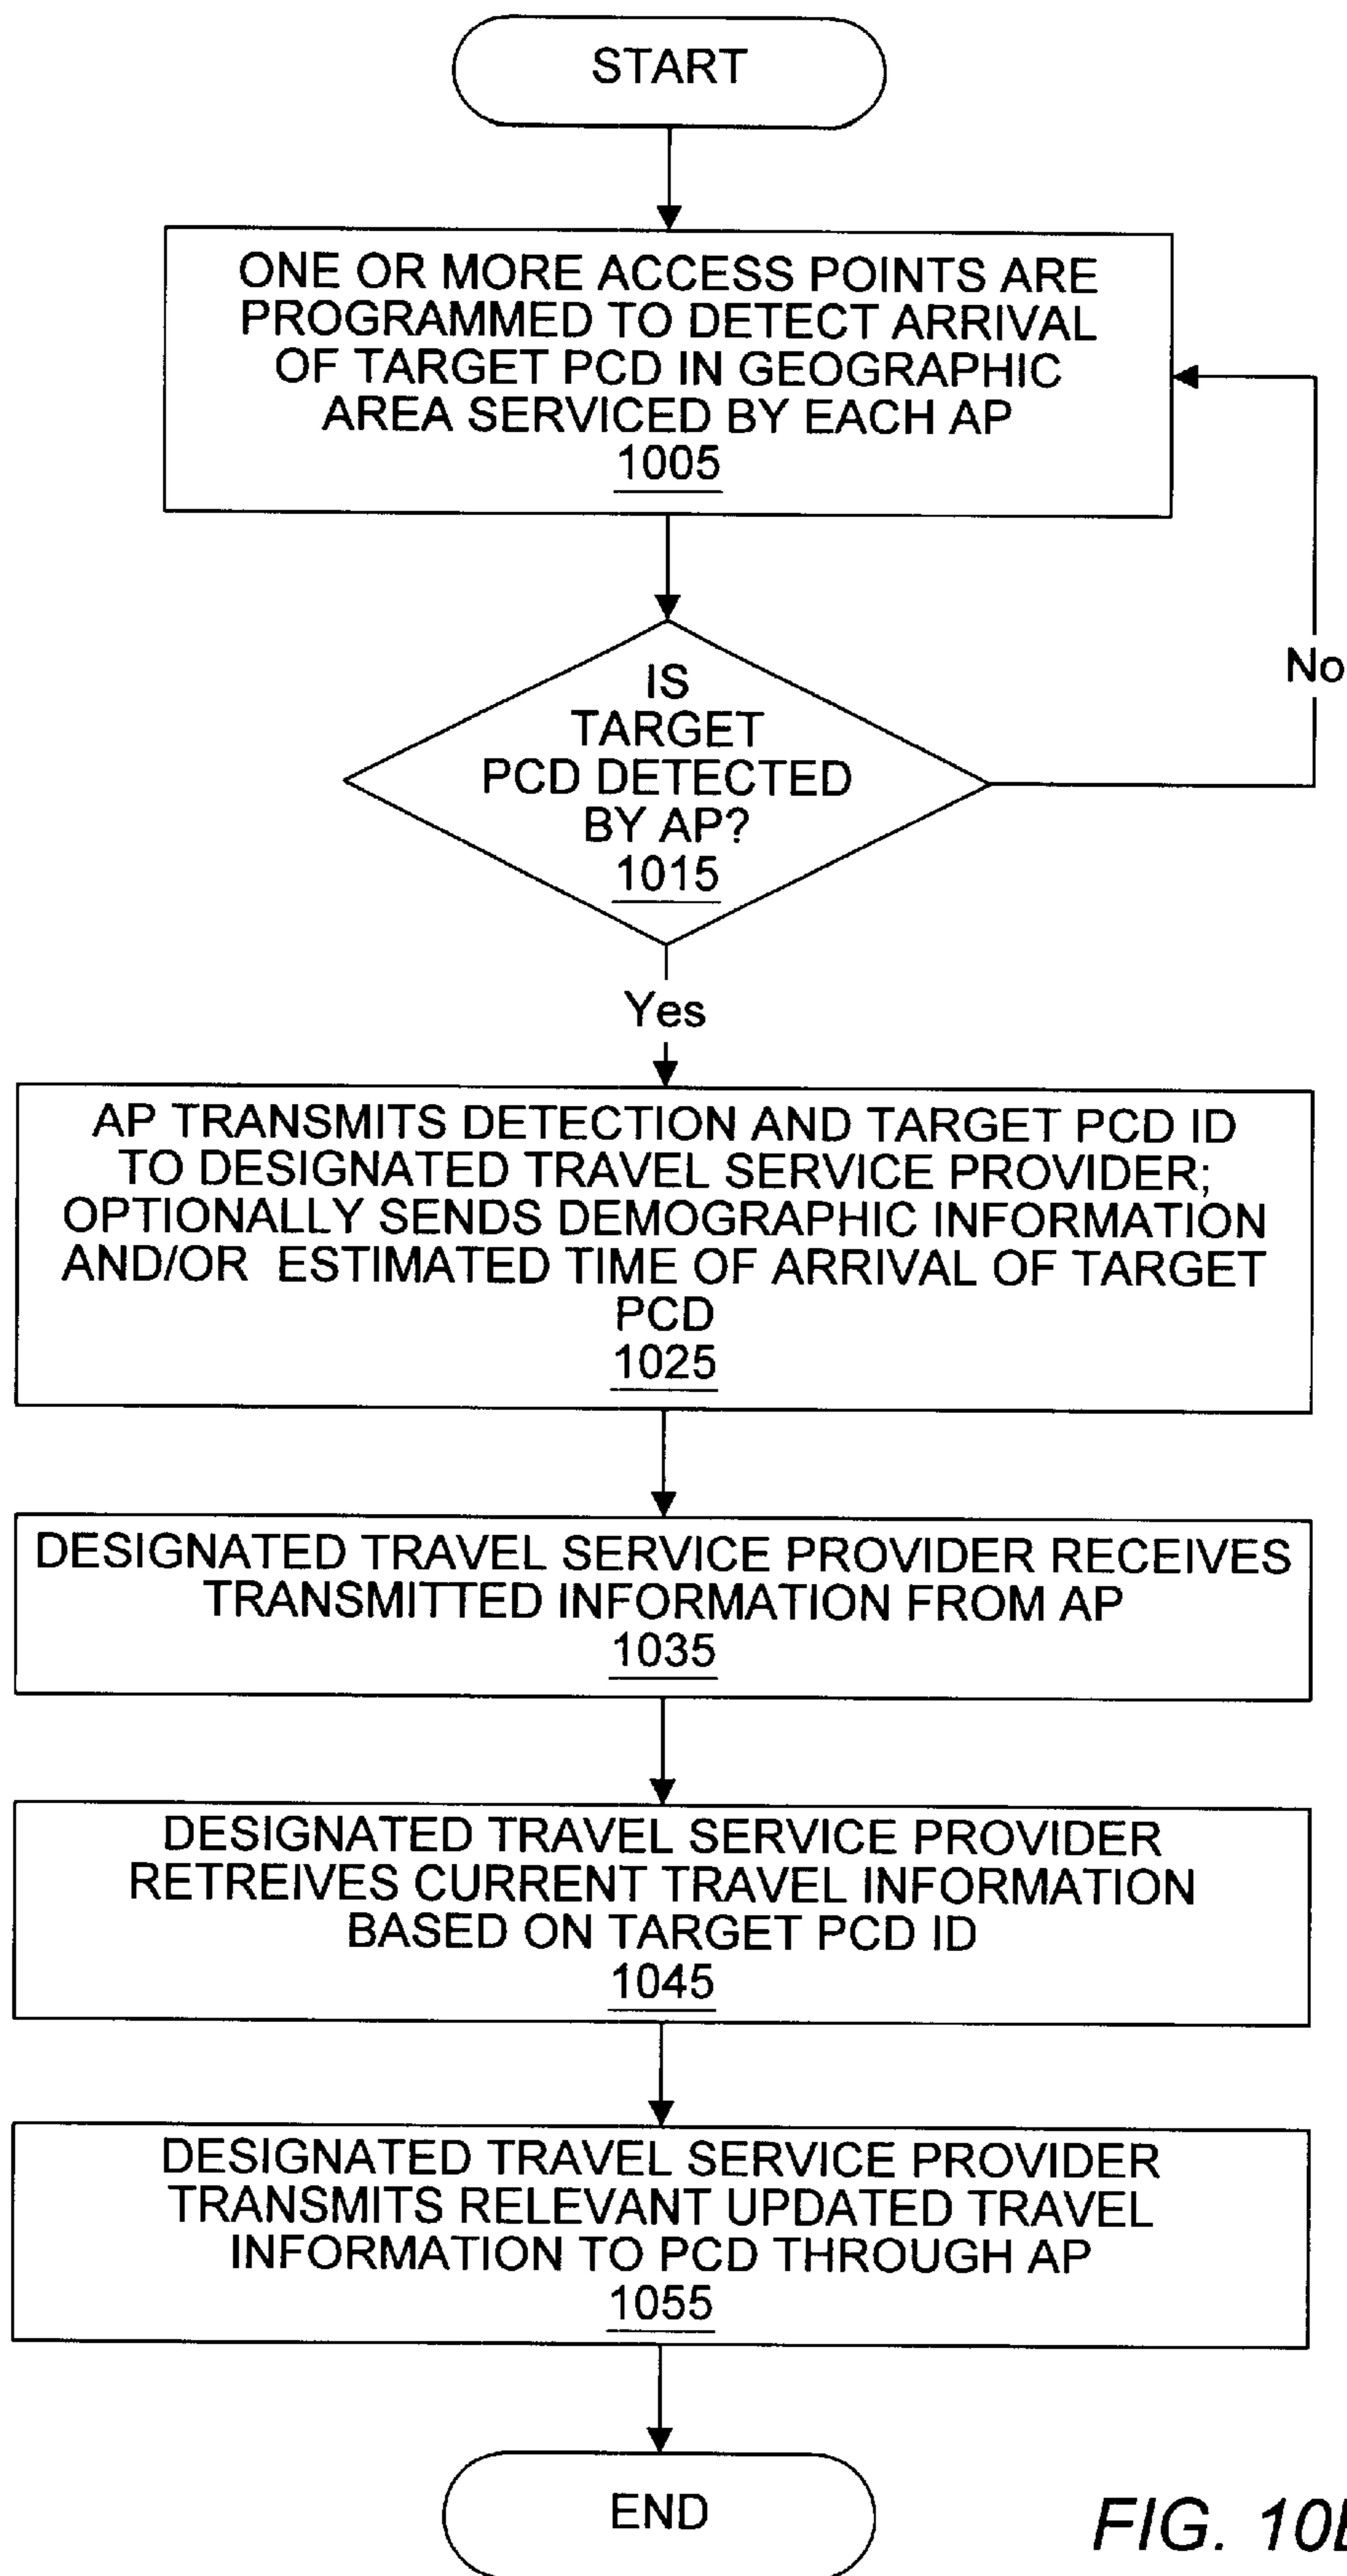 START
ONE OR MORE ACCESS POINTS ARE
PROGRAMMED TO DETECT ARRIVAL
OF TARGET PCD IN GEOGRAPHIC
AREA SERVICED BY EACH AP
1005
IS
TARGET
PCD DETECTED
BY AP?
1015
No
Yes
AP TRANSMITS DETECTION AND TARGET PCD ID
TO DESIGNATED TRAVEL SERVICE PROVIDER;
OPTIONALLY SENDS DEMOGRAPHIC INFORMATION
AND/OR ESTIMATED TIME OF ARRIVAL OF TARGET
PCD
1025
DESIGNATED TRAVEL SERVICE PROVIDER RECEIVES
TRANSMITTED INFORMATION FROM AP
1035
DESIGNATED TRAVEL SERVICE PROVIDER
RETREIVES CURRENT TRAVEL INFORMATION
BASED ON TARGET PCD ID
1045
DESIGNATED TRAVEL SERVICE PROVIDER
TRANSMITS RELEVANT UPDATED TRAVEL
INFORMATION TO PCD THROUGH AP
1055
END
FIG. 10B